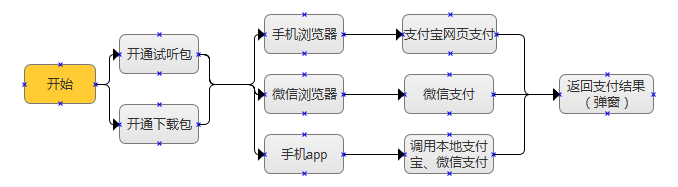 开始
开通试听包
开通下载包
手机浏览器
微信浏览器
手机app
支付宝网页支付
微信支付
调用本地支付
宝、微信支付
返回支付结果
（弹窗）